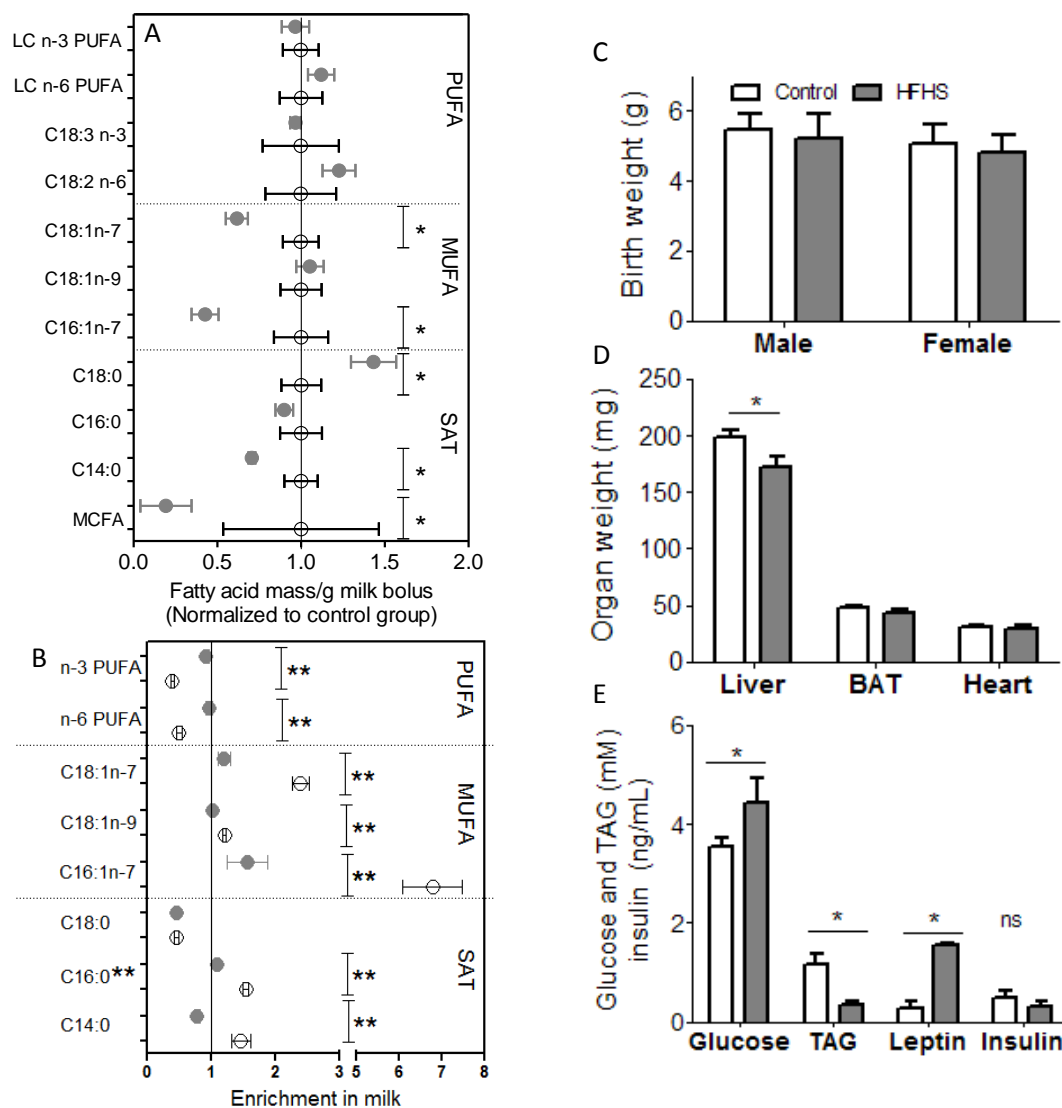 A
LC n-3 PUFA
LC n-6 PUFA
C18:3 n-3
C18:2 n-6
PUFA
C18:1n-7
*
C18:1n-9
C16:1n-7
*
MUFA
C18:0
*
C16:0
C14:0
*
MCFA
*
SAT
0.0 0.5 1.0 1.5 2.0
Fatty acid mass/g milk bolus
(Normalized to control group)
B
n-3 PUFA
**
n-6 PUFA
**
PUFA
C18:1n-7
**
C18:1n-9
**
C16:1n-7
**
MUFA
C18:0
C16:0**
**
C14:0
**
SAT
0 1 2 3 5 6 7 8
Enrichment in milk
C
Control HFHS
Birth weight (g)
6
4
2
0
Male Female
D
Organ weight (mg)
250
200
150
100
50
0
*
Liver BAT Heart
E
Glucose and TAG (mM)
insulin (ng/mL)
6
4
2
0
*
*
*
ns
Glucose TAG Leptin Insulin